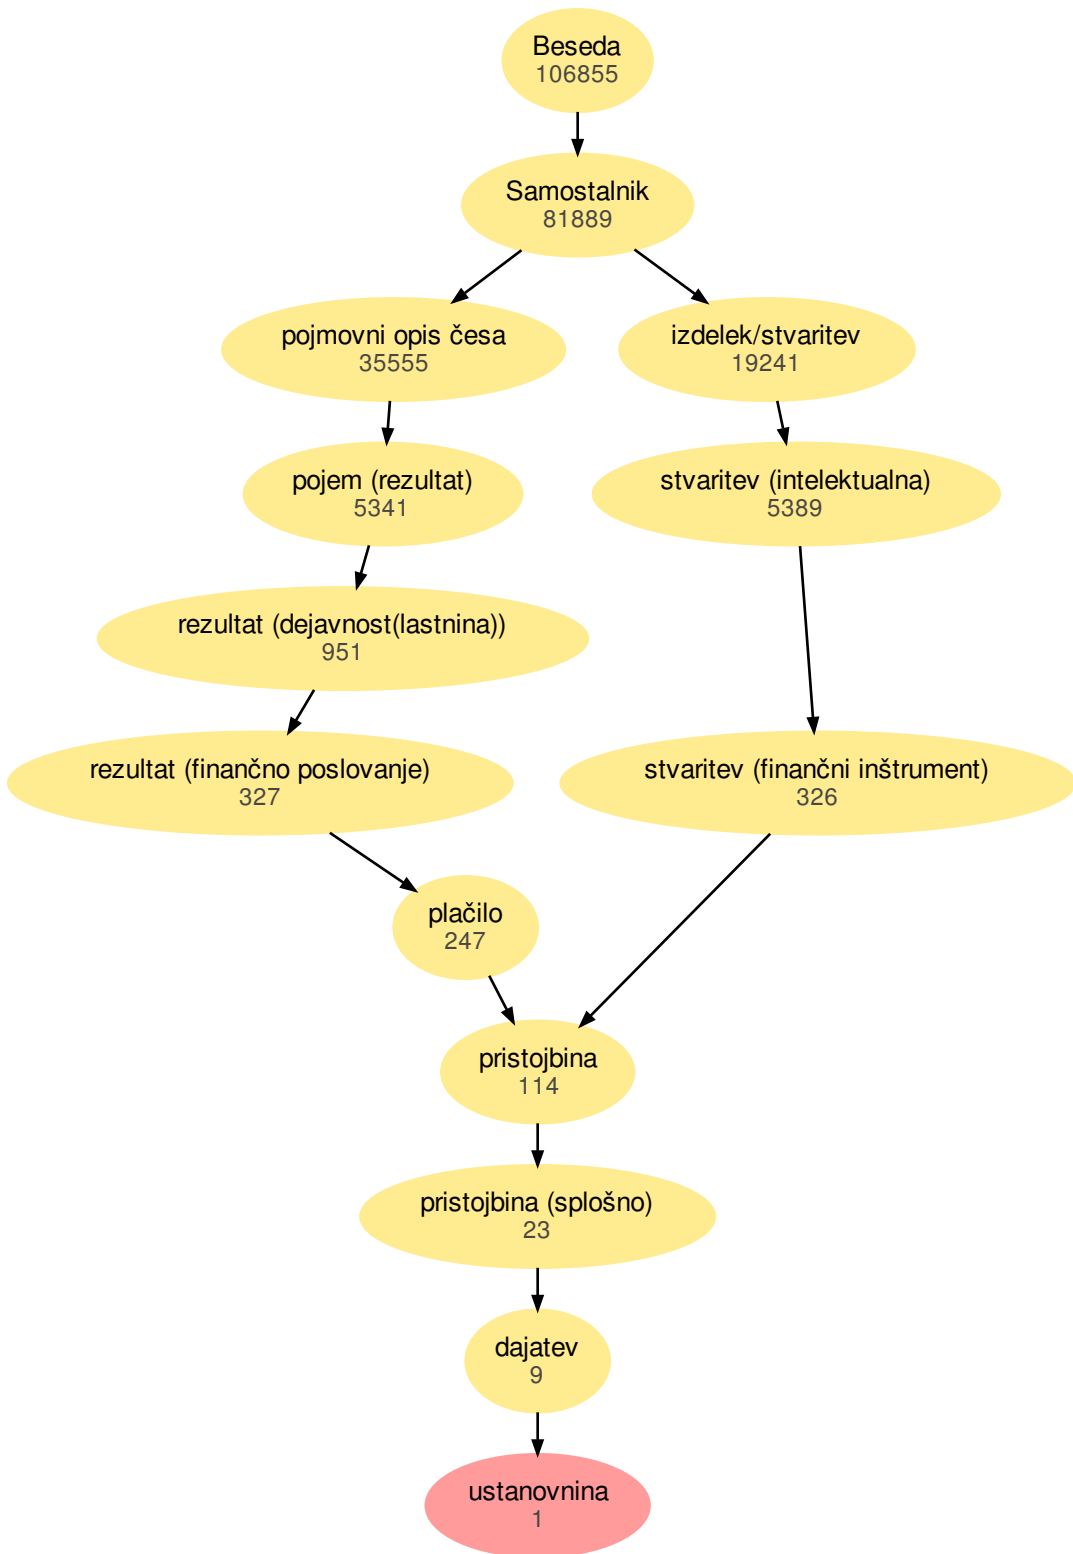 Beseda
106855
Samostalnik
81889
pojmovni opis česa
35555
izdelek/stvaritev
19241
pojem (rezultat)
5341
stvaritev (intelektualna)
5389
rezultat (dejavnost(lastnina))
951
rezultat (finančno poslovanje)
327
stvaritev (finančni inštrument)
326
plačilo
247
pristojbina
114
pristojbina (splošno)
23
dajatev
9
ustanovnina
1